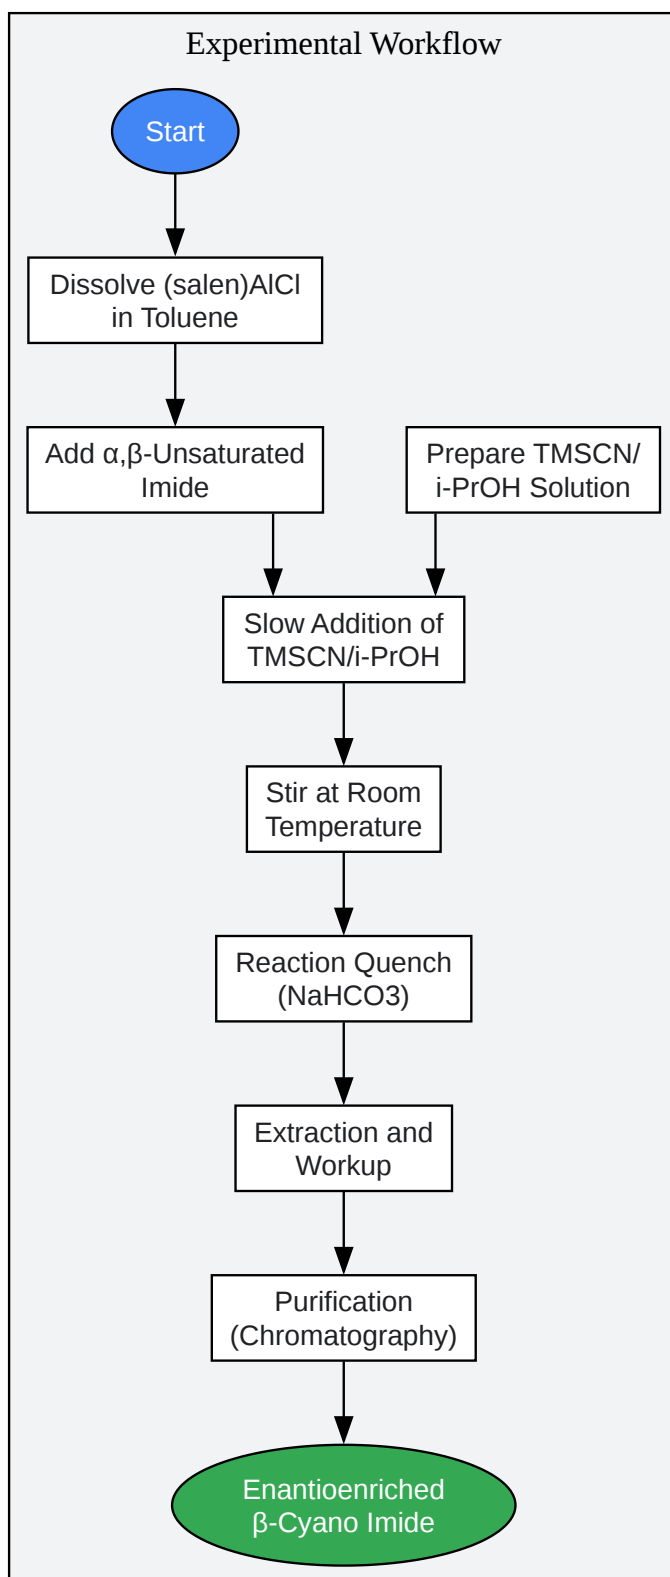 Experimental Workflow
Start
Dissolve (salen)AlCl
in Toluene
Add α,β-Unsaturated
Imide
Prepare TMSCN/
i-PrOH Solution
Slow Addition of
TMSCN/i-PrOH
Stir at Room
Temperature
Reaction Quench
(NaHCO3)
Extraction and
Workup
Purification
(Chromatography)
Enantioenriched
β-Cyano Imide